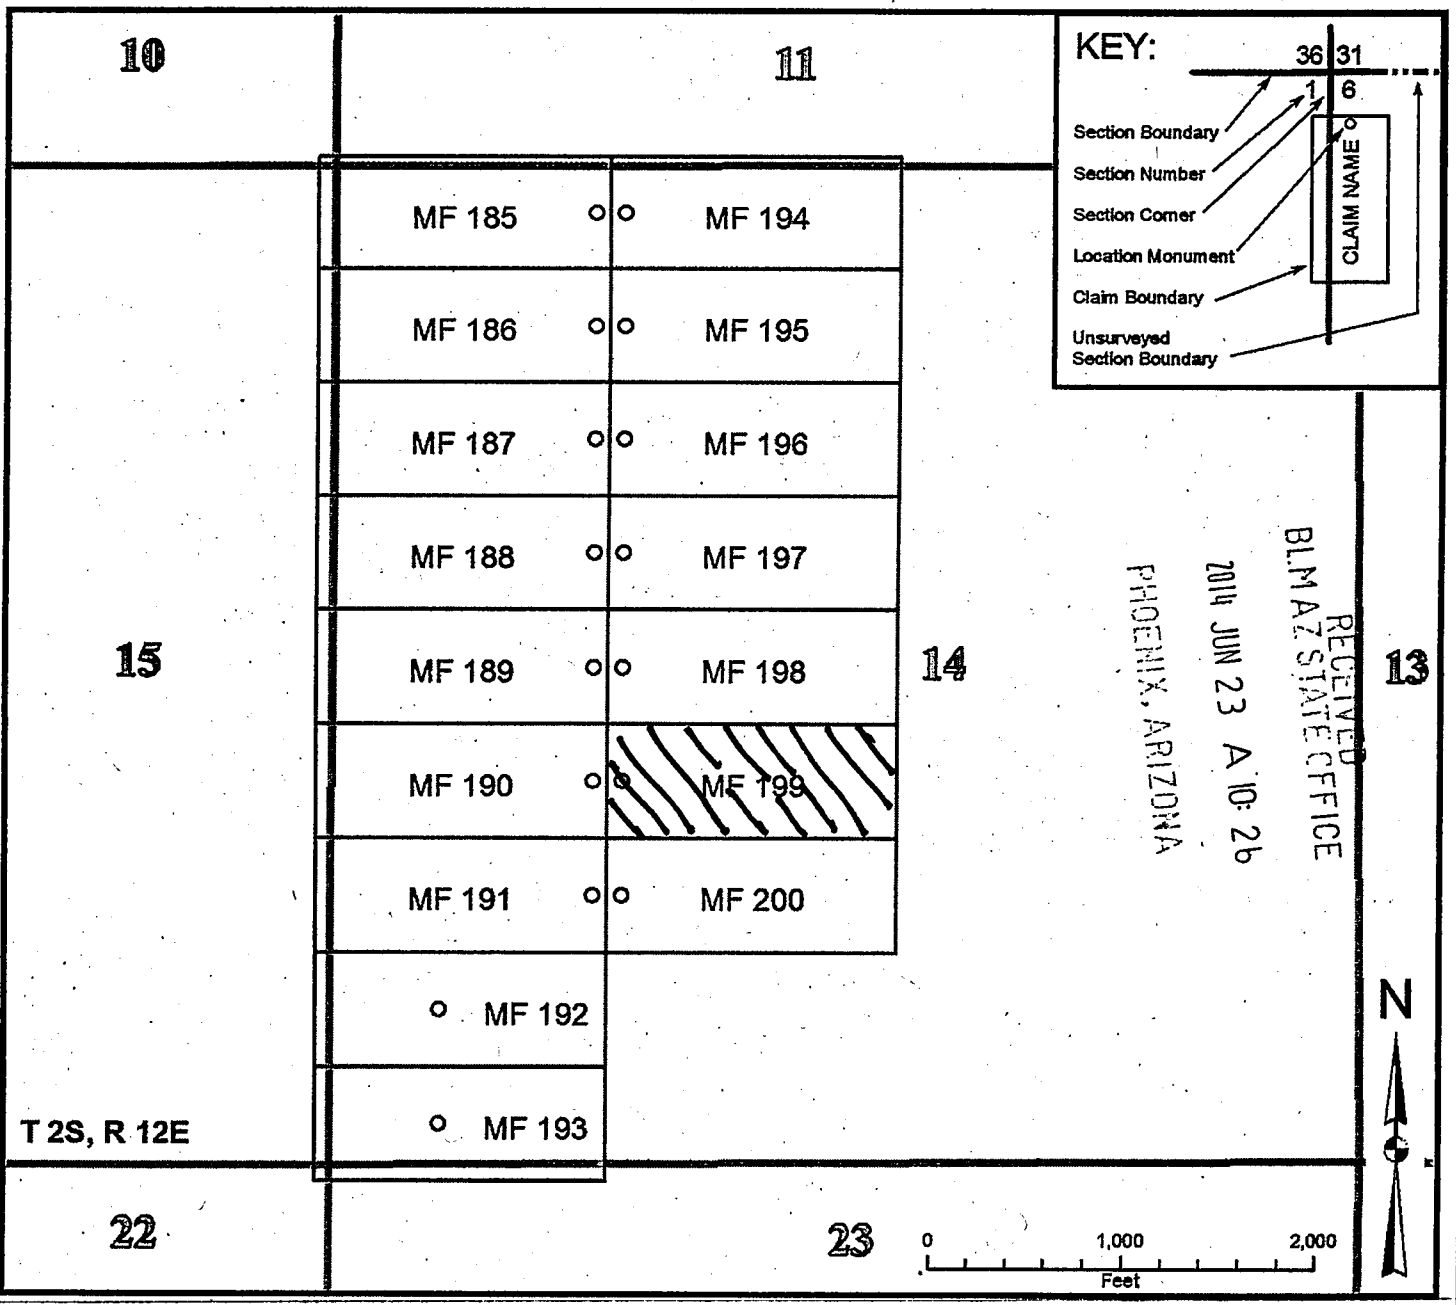 10
11
KEY:
36 31
1 6
Section Boundary
Section Number
Section Corner
Location Monument
Claim Boundary
Unsurveyed
Section Boundary
CLAIM NAME
MF 185
MF 194
MF 186
MF 195
MF 187
MF 196
MF 188
MF 197
MF 189
MF 198
MF 190
MF 199
MF 191
MF 200
MF 192
MF 193
15
14
13
RECEIVED
BLM AZ STATE OFFICE
2014 JUN 23 A 10: 26
PHOENIX, ARIZONA
N
T 2S, R 12E
22
23
0 1,000 2,000
Feet